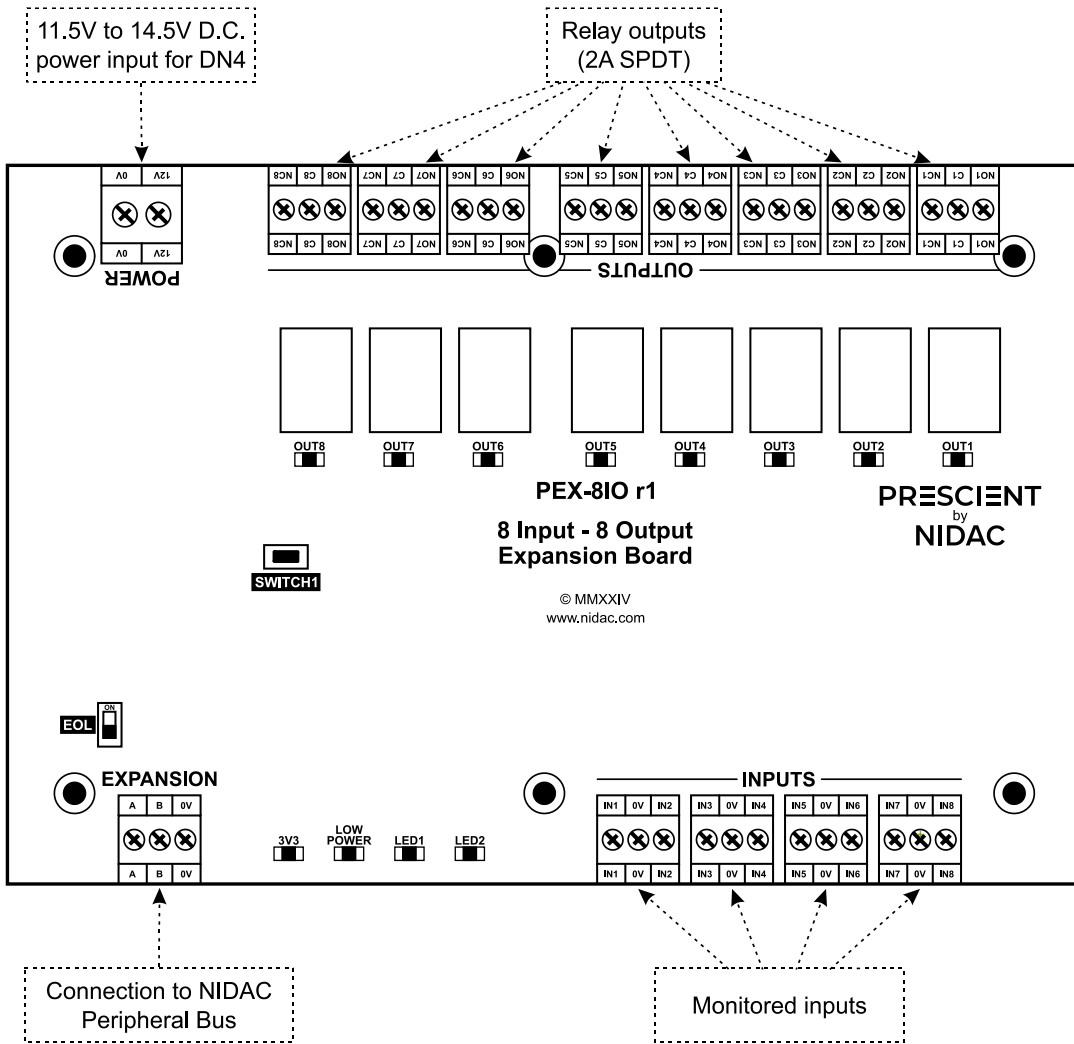 11.5V to 14.5V D.C.
power input for DN4
Relay outputs
(2A SPDT)
0V 12V
NC8 C8 NO8 NC7 C7 NO7 NC6 C6 NO6 NC5 C5 NO5 NC4 C4 NO4 NC3 C3 NO3 NC2 C2 NO2 NC1 C1 NO1
0V 12V
NC8 C8 NO8 NC7 C7 NO7 NC6 C6 NO6 NC5 C5 NO5 NC4 C4 NO4 NC3 C3 NO3 NC2 C2 NO2 NC1 C1 NO1
POWER
OUTPUTS
OUT8 OUT7 OUT6 OUT5 OUT4 OUT3 OUT2 OUT1
PEX-8IO r1
8 Input - 8 Output
Expansion Board
PRESCIENT
by
NIDAC
SWITCH1
© MMXXIV
www.nidac.com
ON
EOL
EXPANSION
INPUTS
A B 0V
IN1 0V IN2 IN3 0V IN4 IN5 0V IN6 IN7 0V IN8
3V3
LOW
POWER
LED1
LED2
A B 0V
IN1 0V IN2 IN3 0V IN4 IN5 0V IN6 IN7 0V IN8
Connection to NIDAC
Peripheral Bus
Monitored inputs